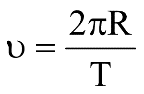 υ = 2πR / T